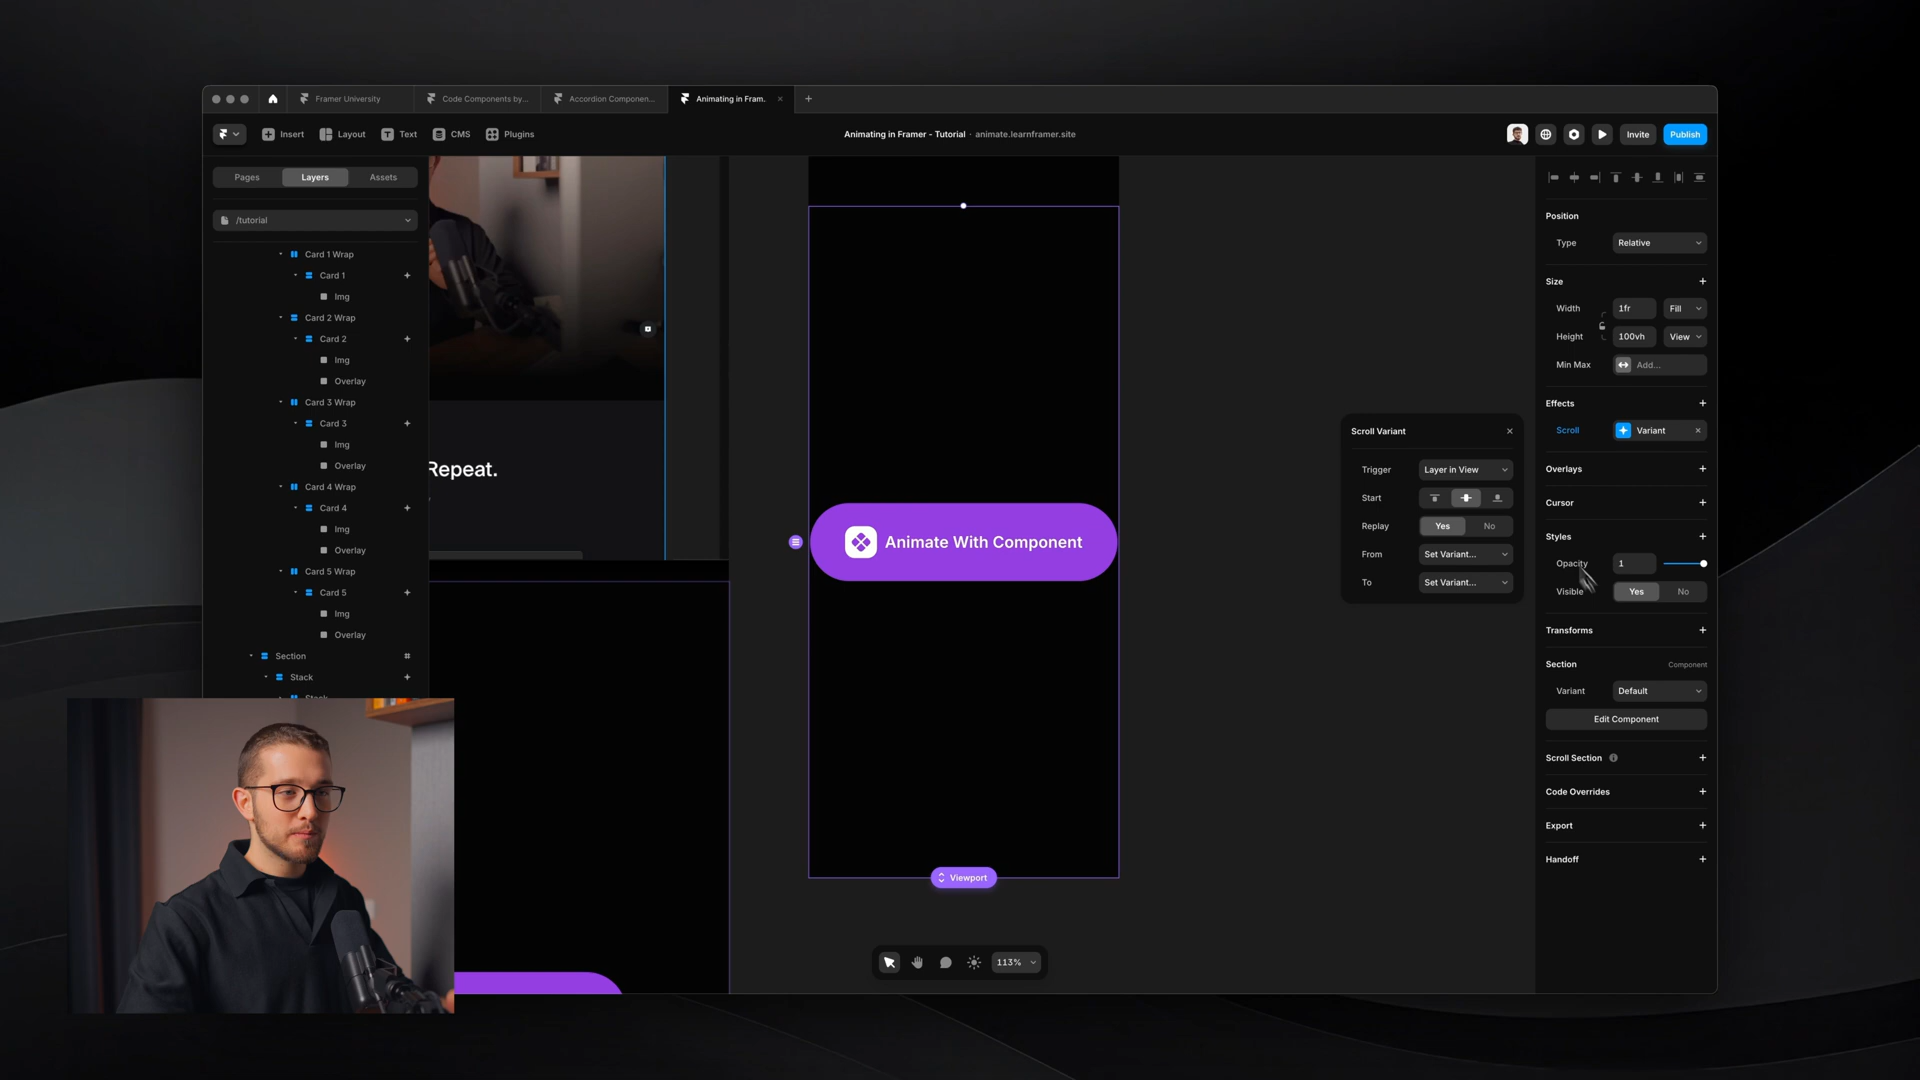 Framer University
Code Components by...
Accordion Componen...
Animating in Fram.
Insert
Layout
Text
CMS
Plugins
Animating in Framer - Tutorial · animate.learnframer.site
Invite
Publish
Pages
Layers
Assets
/tutorial
Card 1 Wrap
Card 1
Img
Card 2 Wrap
Card 2
Img
Overlay
Card 3 Wrap
Card 3
Img
Overlay
Card 4 Wrap
Card 4
Img
Overlay
Card 5 Wrap
Card 5
Img
Overlay
Section
Stack
Stack
Repeat.
Animate With Component
Viewport
113%
Scroll Variant
Trigger
Layer in View
Start
Replay
Yes
No
From
Set Variant...
To
Set Variant...
Position
Type
Relative
Size
Width
1fr
Fill
Height
100vh
View
Min Max
Add...
Effects
Scroll
Variant
Overlays
Cursor
Styles
Opacity
1
Visible
Yes
No
Transforms
Section
Component
Variant
Default
Edit Component
Scroll Section
Code Overrides
Export
Handoff